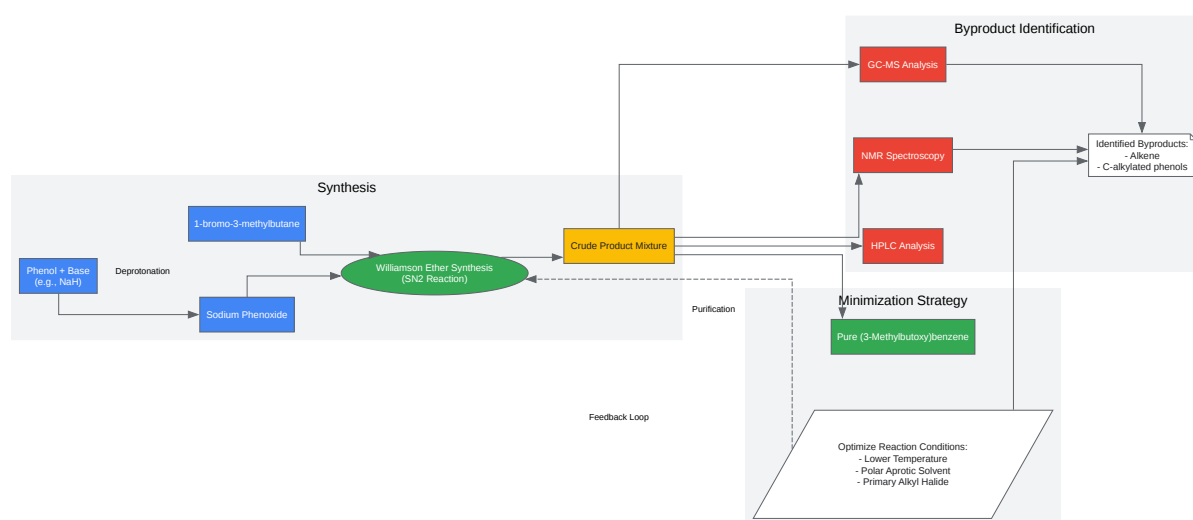 Byproduct Identification
GC-MS Analysis
NMR Spectroscopy
Identified Byproducts:
- Alkene
- C-alkylated phenols
HPLC Analysis
Synthesis
1-bromo-3-methylbutane
Phenol + Base
(e.g., NaH)
Deprotonation
Sodium Phenoxide
Williamson Ether Synthesis
(SN2 Reaction)
Crude Product Mixture
Purification
Minimization Strategy
Pure (3-Methylbutoxy)benzene
Feedback Loop
Optimize Reaction Conditions:
- Lower Temperature
- Polar Aprotic Solvent
- Primary Alkyl Halide